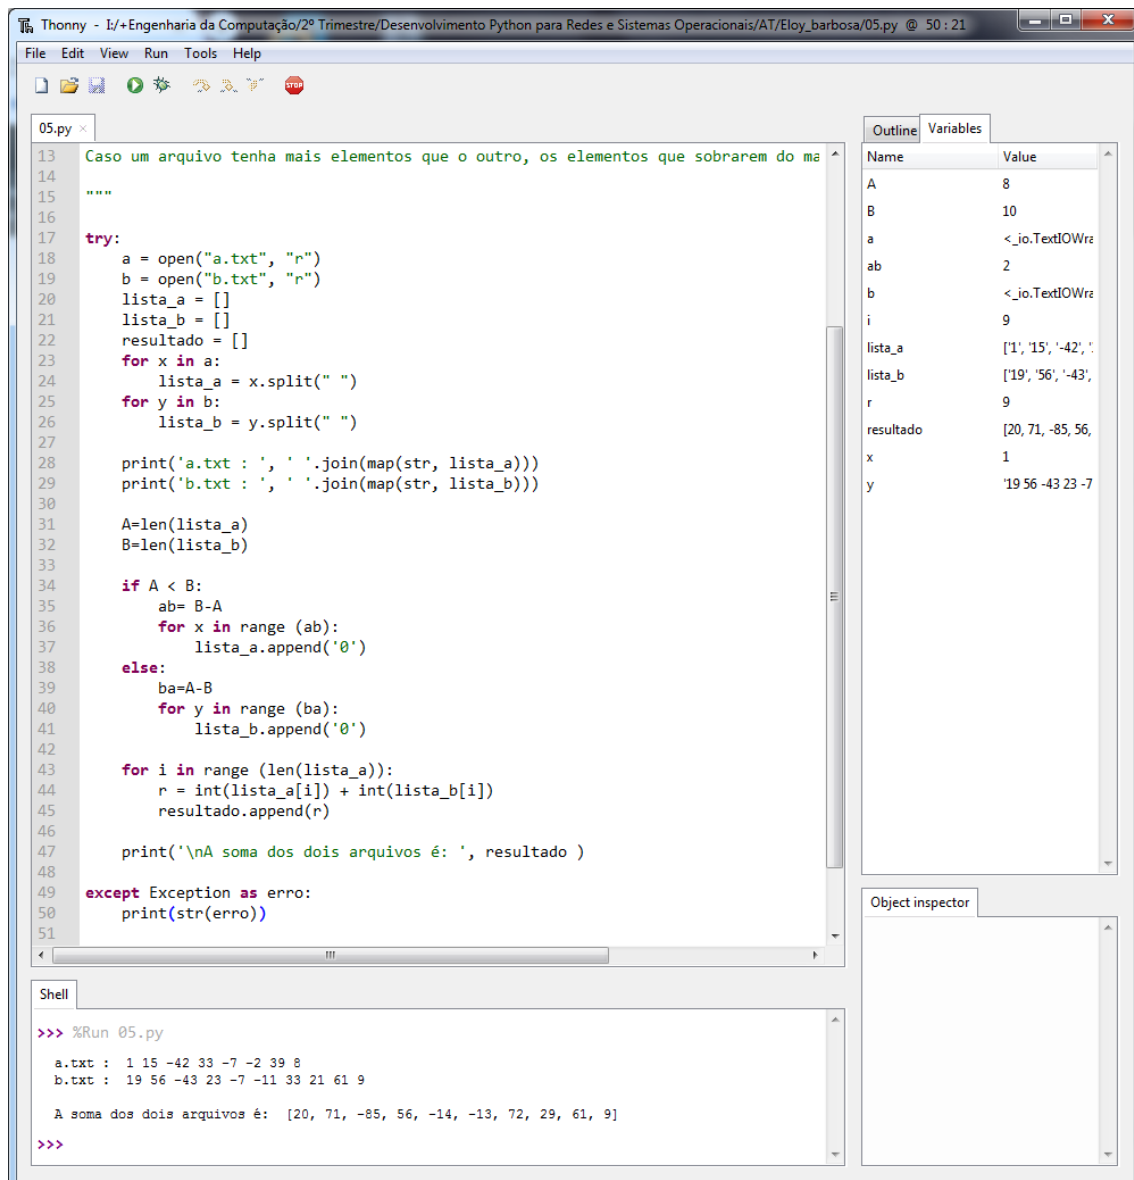 Thonny - I:/+Engenharia da Computação/2º Trimestre/Desenvolvimento Python para Redes e Sistemas Operacionais/AT/Eloy_barbosa/05.py @ 50 : 21
File Edit View Run Tools Help
STOP
05.py
13 Caso um arquivo tenha mais elementos que o outro, os elementos que sobrarem do ma
14
15 """
16
17 try:
18     a = open("a.txt", "r")
19     b = open("b.txt", "r")
20     lista_a = []
21     lista_b = []
22     resultado = []
23     for x in a:
24         lista_a = x.split(" ")
25     for y in b:
26         lista_b = y.split(" ")
27
28     print('a.txt : ', ' '.join(map(str, lista_a)))
29     print('b.txt : ', ' '.join(map(str, lista_b)))
30
31     A=len(lista_a)
32     B=len(lista_b)
33
34     if A < B:
35         ab= B-A
36         for x in range (ab):
37             lista_a.append('0')
38     else:
39         ba=A-B
40         for y in range (ba):
41             lista_b.append('0')
42
43     for i in range (len(lista_a)):
44         r = int(lista_a[i]) + int(lista_b[i])
45         resultado.append(r)
46
47     print('\nA soma dos dois arquivos é: ', resultado )
48
49 except Exception as erro:
50     print(str(erro))
51
Shell
>>> %Run 05.py
a.txt :  1 15 -42 33 -7 -2 39 8
b.txt :  19 56 -43 23 -7 -11 33 21 61 9
A soma dos dois arquivos é:  [20, 71, -85, 56, -14, -13, 72, 29, 61, 9]
>>>
Outline Variables
Name Value
A 8
B 10
a <_io.TextIOWra
ab 2
b <_io.TextIOWra
i 9
lista_a ['1', '15', '-42', '
lista_b ['19', '56', '-43',
r 9
resultado [20, 71, -85, 56,
x 1
y '19 56 -43 23 -7
Object inspector